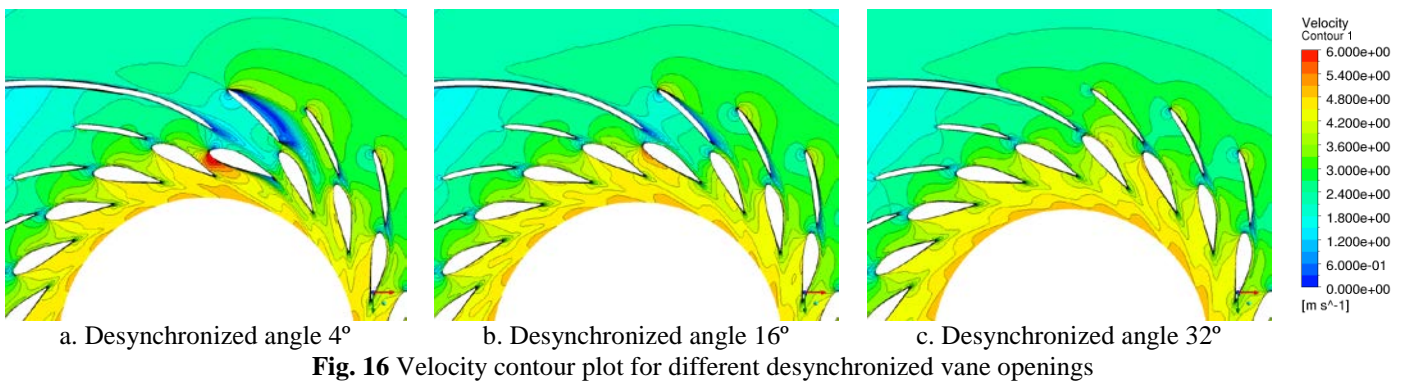 Velocity
Contour 1
6.000e+00
5.400e+00
4.800e+00
4.200e+00
3.600e+00
3.000e+00
2.400e+00
1.800e+00
1.200e+00
6.000e-01
0.000e+00
[m s^-1]
a. Desynchronized angle 4º
b. Desynchronized angle 16º
c. Desynchronized angle 32º
Fig. 16 Velocity contour plot for different desynchronized vane openings